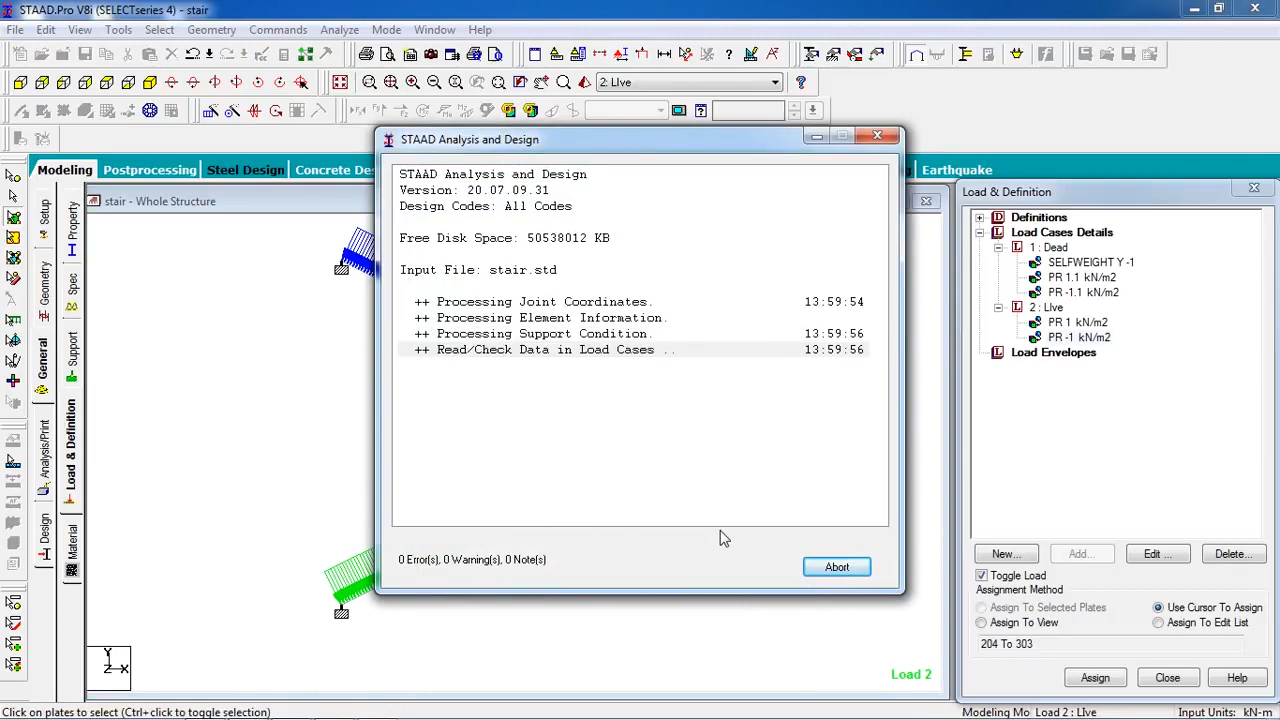 STAAD.Pro V8i (SELECTseries 4) - stair
File Edit View Tools Select Geometry Commands Analyze Mode Window Help
2: LIve
Modeling Postprocessing Steel Design Concrete De Earthquake
stair - Whole Structure
Setup
Geometry
General
Analysis/Print
Design
Property
Spec
Support
Load & Definition
Material
STAAD Analysis and Design
STAAD Analysis and Design
Version: 20.07.09.31
Design Codes: All Codes
Free Disk Space: 50598012 KB
Input File: stair.std
++ Processing Joint Coordinates. 13:59:54
++ Processing Element Information.
++ Processing Support Condition. 13:59:56
++ Read/Check Data in Load Cases .. 13:59:56
0 Error(s), 0 Warning(s), 0 Note(s)
Abort
Y
Z X
Load 2
Load & Definition
D Definitions
L Load Cases Details
L 1 : Dead
SELFWEIGHT Y -1
PR 1.1 kN/m2
PR -1.1 kN/m2
L 2 : LIve
PR 1 kN/m2
PR -1 kN/m2
Load Envelopes
New... Add... Edit ... Delete...
Toggle Load
Assignment Method
Assign To Selected Plates Use Cursor To Assign
Assign To View Assign To Edit List
204 To 303
Assign Close Help
Click on plates to select (Ctrl+click to toggle selection) Modeling Mo Load 2 : LIve Input Units: kN-m